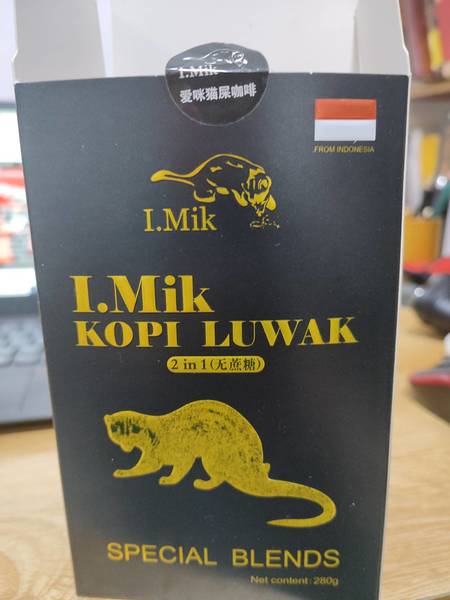 I.Mik
爱咪猫屎咖啡
.FROM INDONESIA
I.Mik
I.Mik
KOPI LUWAK
2 in 1(无蔗糖)
SPECIAL BLENDS
Net content: 280g